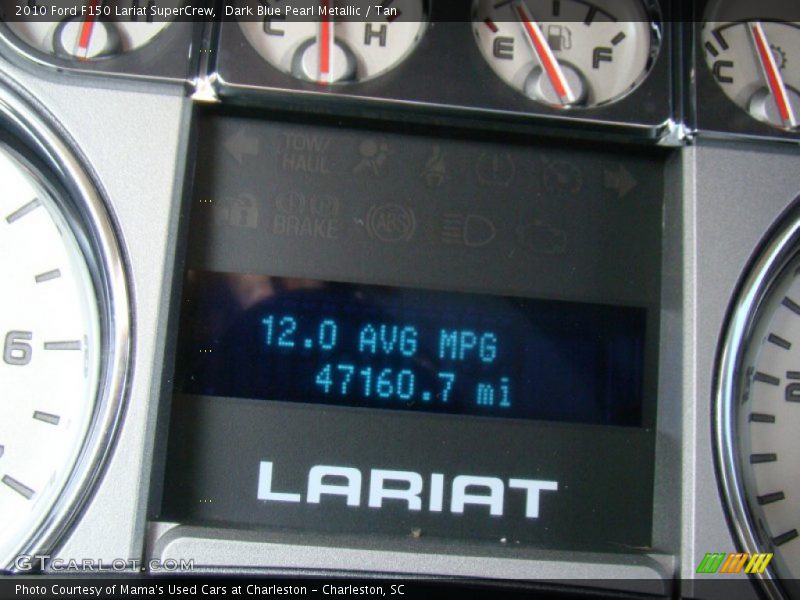 2010 Ford F150 Lariat SuperCrew, Dark Blue Pearl Metallic / Tan
C H
E F
C
TOW/
HAUL
BRAKE
ABS
6
2
12.0 AVG MPG
47160.7 mi
LARIAT
GTCARLOT.COM
Photo Courtesy of Mama's Used Cars at Charleston - Charleston, SC